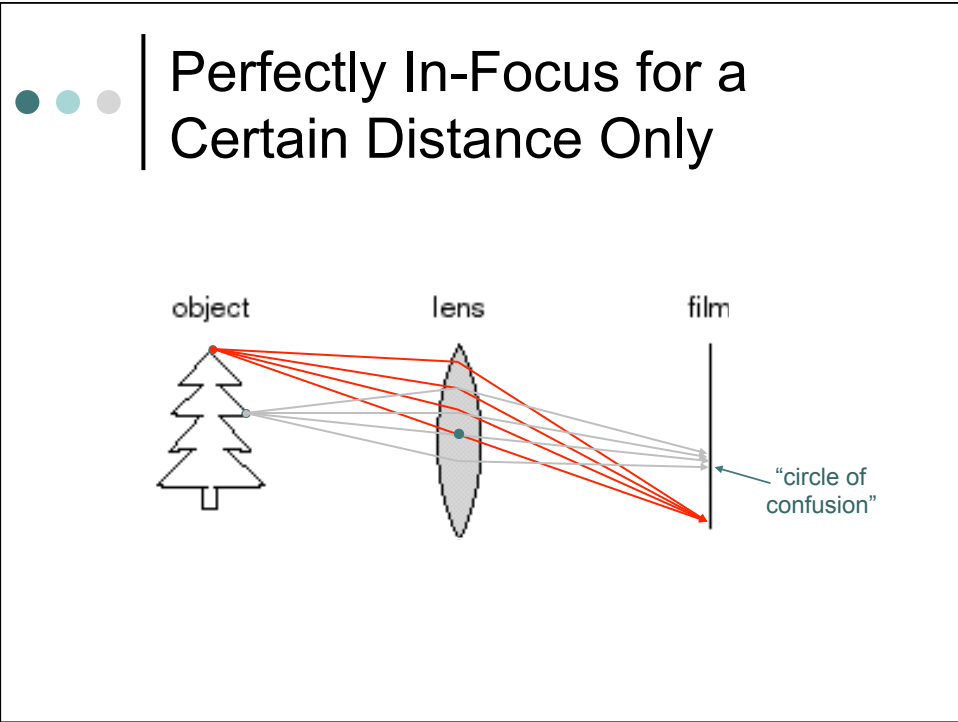 Perfectly In-Focus for a
Certain Distance Only
object
lens
film
“circle of
confusion”